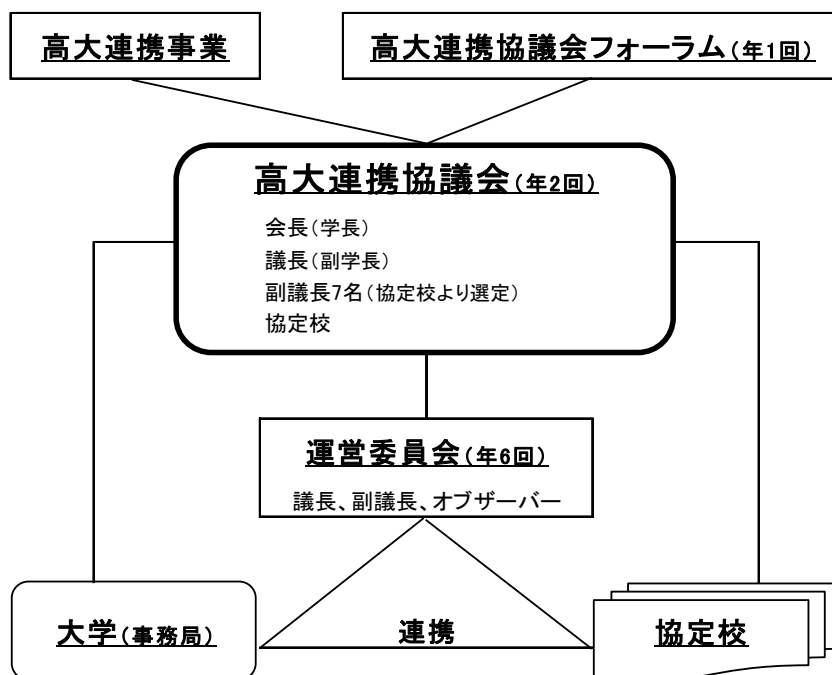 高大連携事業
高大連携協議会フォーラム(年1回)
高大連携協議会(年2回)
会長(学長)
議長(副学長)
副議長7名(協定校より選定)
協定校
運営委員会(年6回)
議長、副議長、オブザーバー
大学(事務局)
連携
協定校